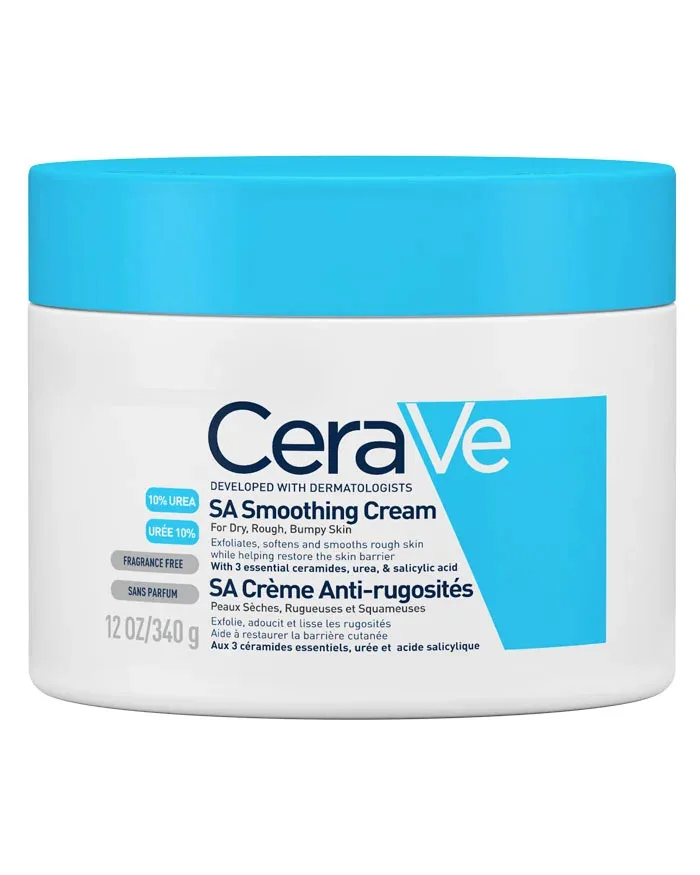 CeraVe
DEVELOPED WITH DERMATOLOGISTS
10% UREA
SA Smoothing Cream
For Dry, Rough, Bumpy Skin
URÉE 10%
Exfoliates, softens and smooths rough skin
while helping restore the skin barrier
FRAGRANCE FREE
With 3 essential ceramides, urea, & salicylic acid
SANS PARFUM
SA Crème Anti-rugosités
Peaux Sèches, Rugueuses et Squameuses
12 OZ/340 g
Exfolie, adoucit et lisse les rugosités
Aide à restaurer la barrière cutanée
Aux 3 céramides essentiels, urée et acide salicylique